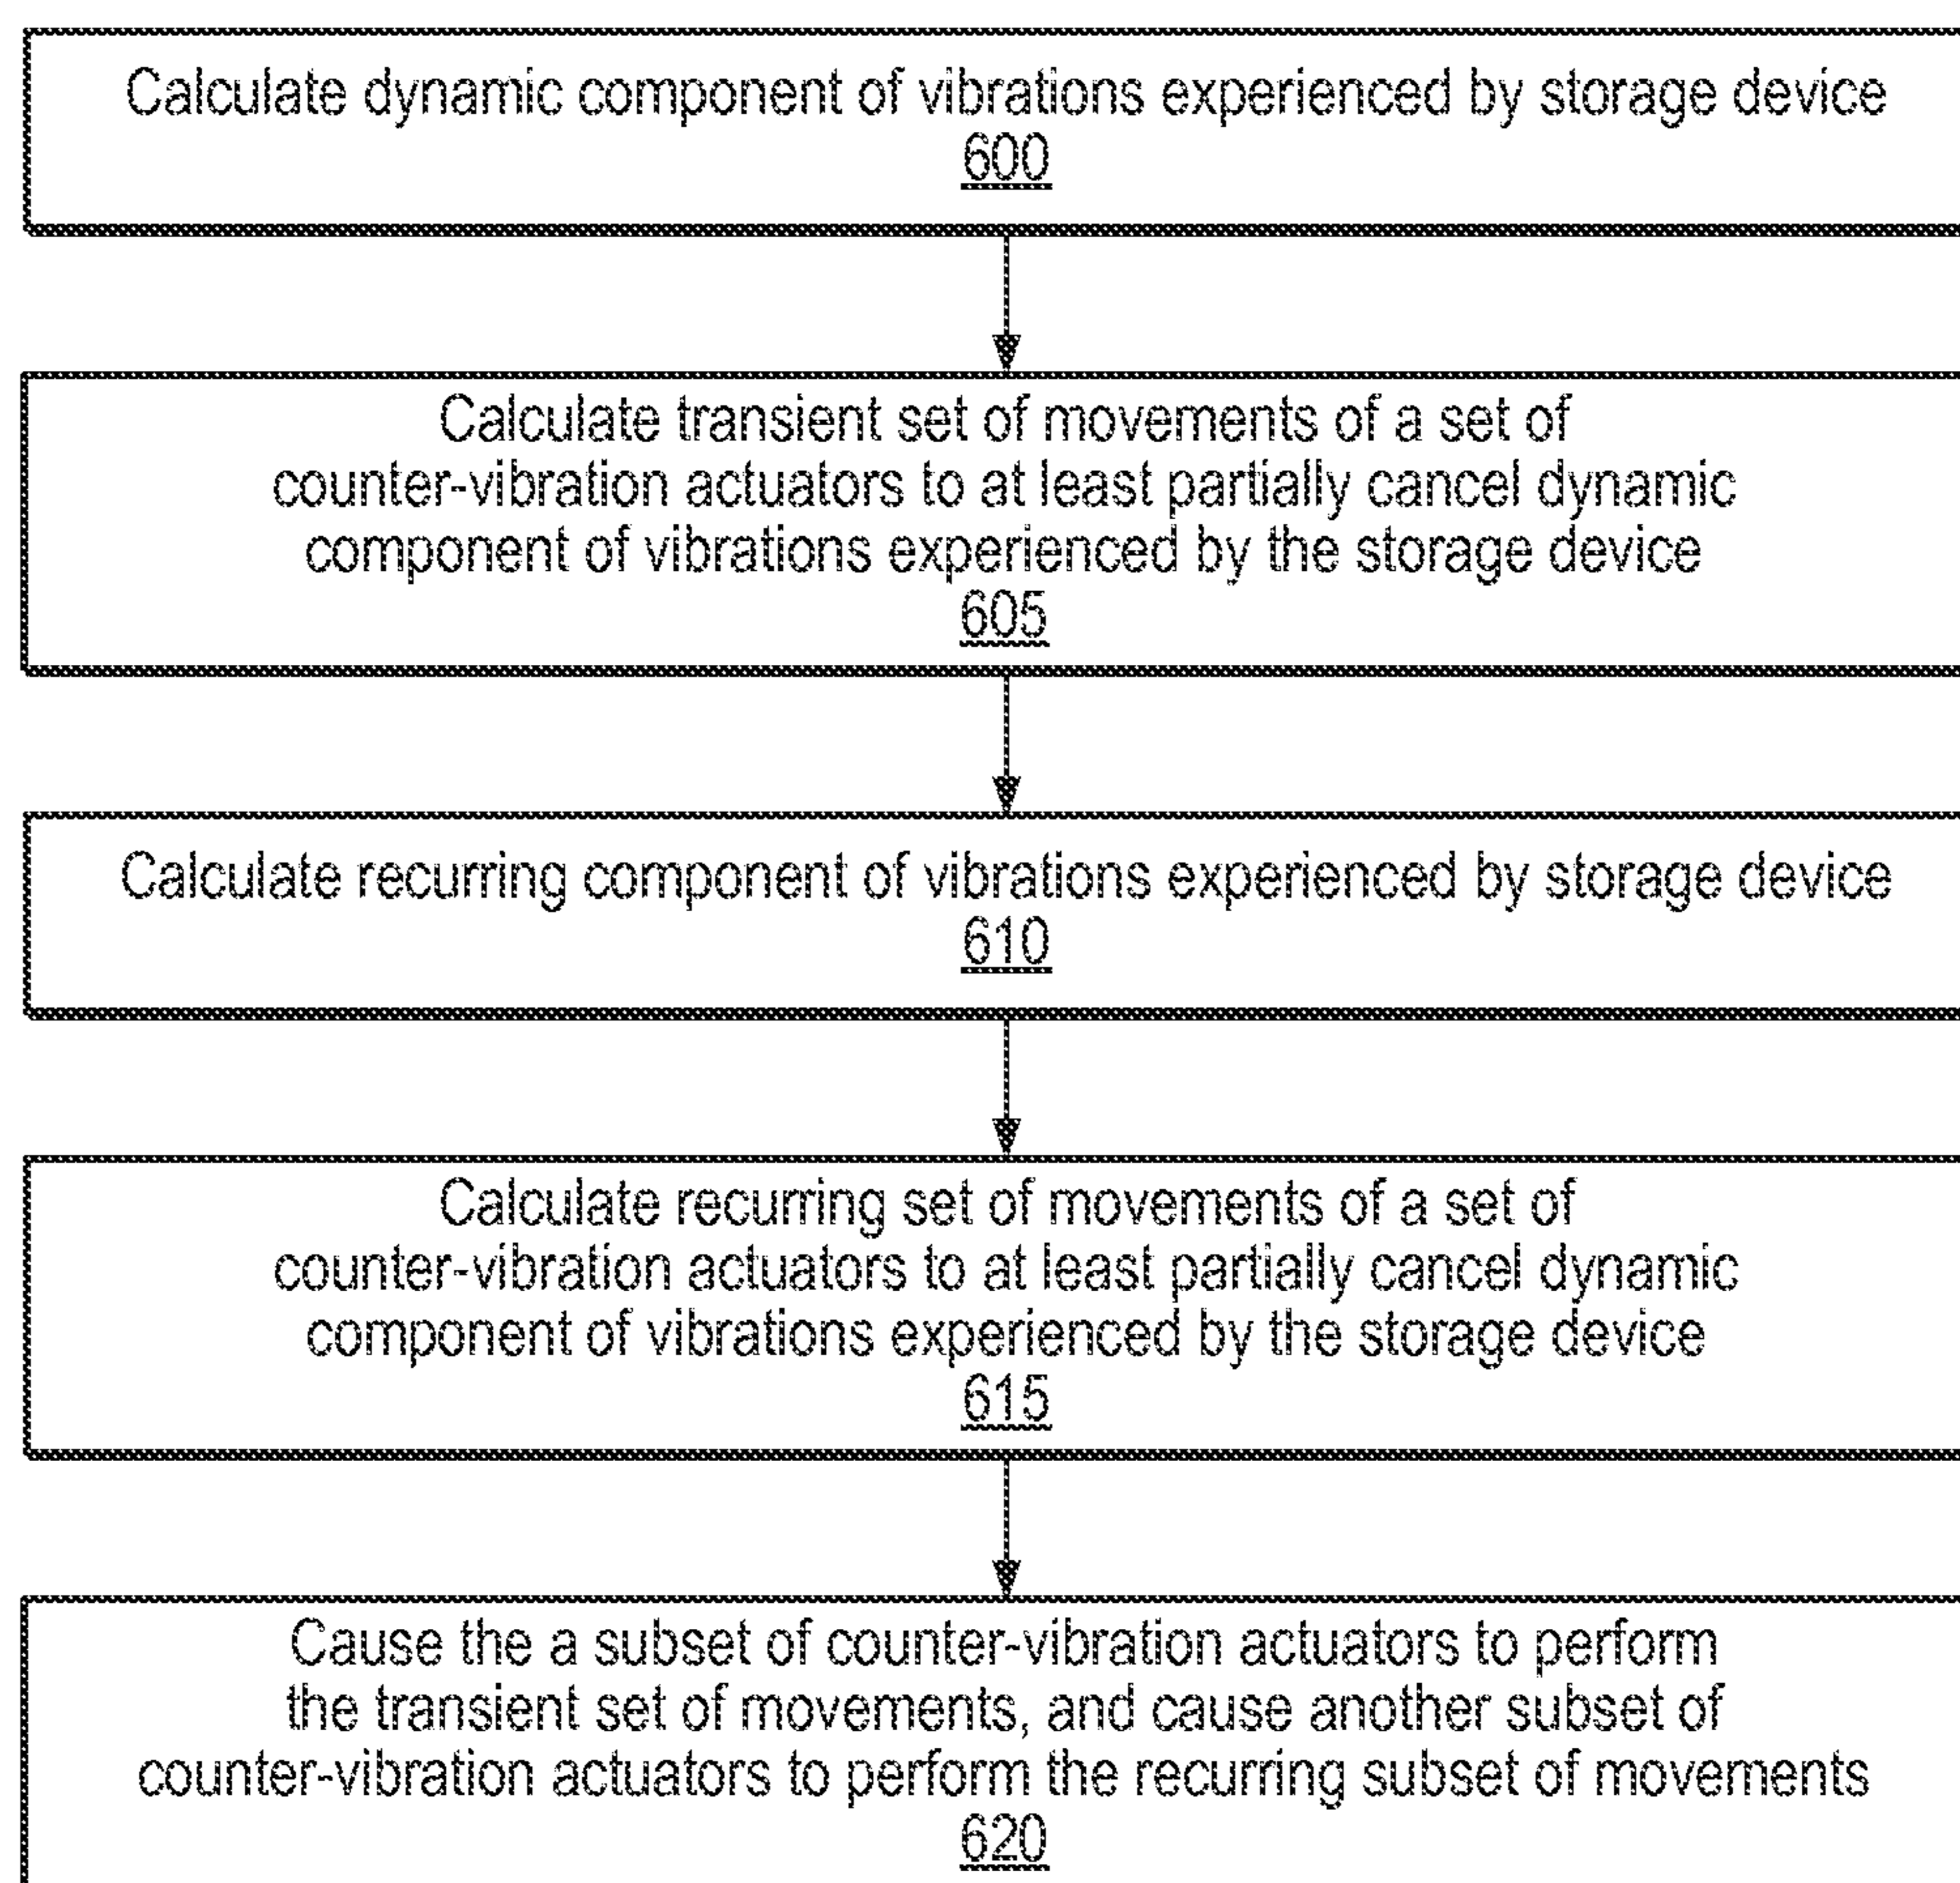 Calculate dynamic component of vibrations experienced by storage device
600
Calculate transient set of movements of a set of
counter-vibration actuators to at least partially cancel dynamic
component of vibrations experienced by the storage device
605
Calculate recurring component of vibrations experienced by storage device
610
Calculate recurring set of movements of a set of
counter-vibration actuators to at least partially cancel dynamic
component of vibrations experienced by the storage device
615
Cause the a subset of counter-vibration actuators to perform
the transient set of movements, and cause another subset of
counter-vibration actuators to perform the recurring subset of movements
620